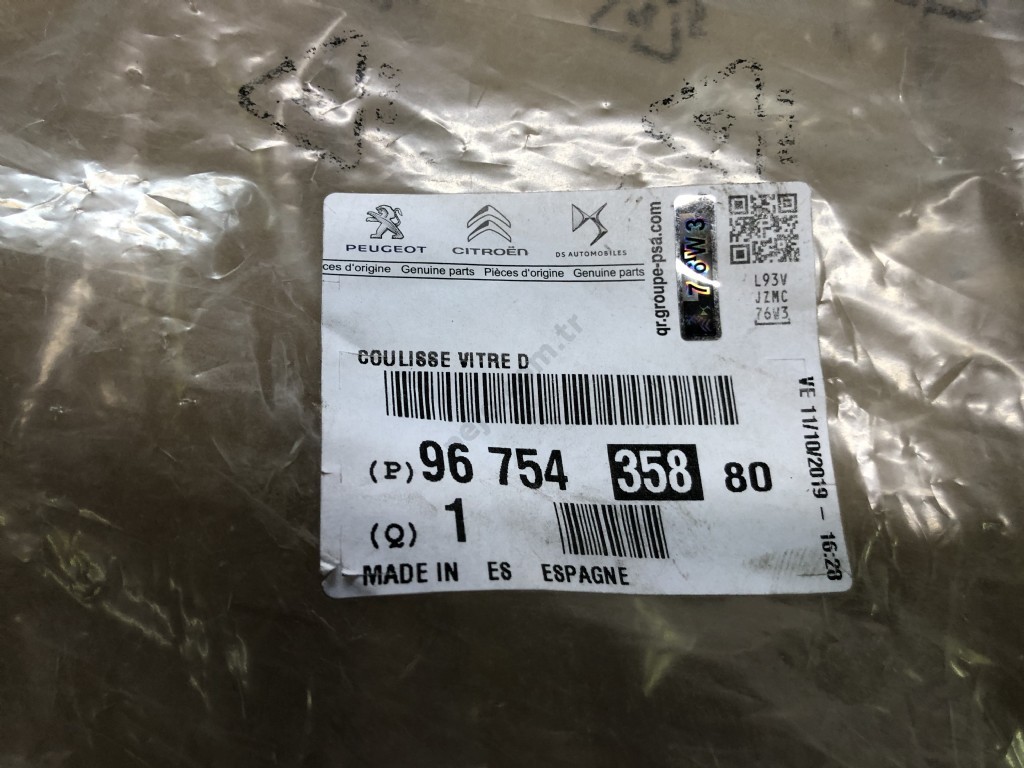 PEUGEOT CITROËN DS AUTOMOBILES
ces d'origine Genuine parts Pièces d'origine Genuine parts
qr.groupe-psa.com
76W3
L93V
JZMC
76W3
COULISSE VITRE D
(P) 96 754 358 80
(Q) 1
MADE IN ES ESPAGNE
VE 11/10/2019 - 16:28